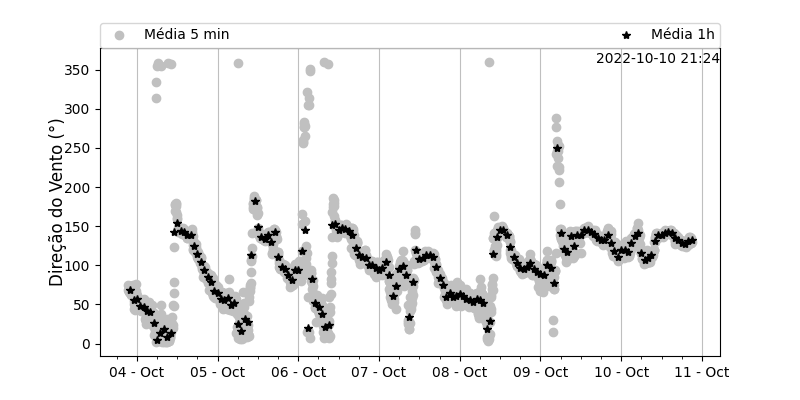 Média 5 min
Média 1h
2022-10-10 21:24
Direção do Vento (°)
350
300
250
200
150
100
50
0
04 - Oct 05 - Oct 06 - Oct 07 - Oct 08 - Oct 09 - Oct 10 - Oct 11 - Oct